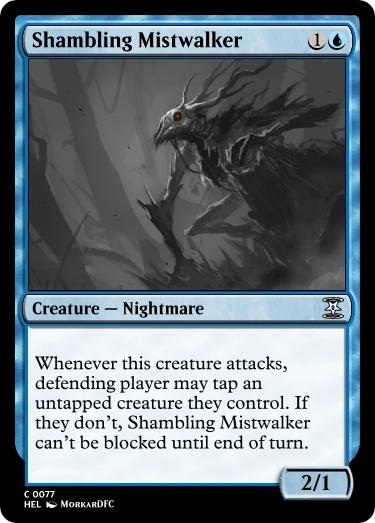 Shambling Mistwalker 1
Creature — Nightmare
Whenever this creature attacks,
defending player may tap an
untapped creature they control. If
they don't, Shambling Mistwalker
can't be blocked until end of turn.
2/1
C 0077
HEL MorkarDFC